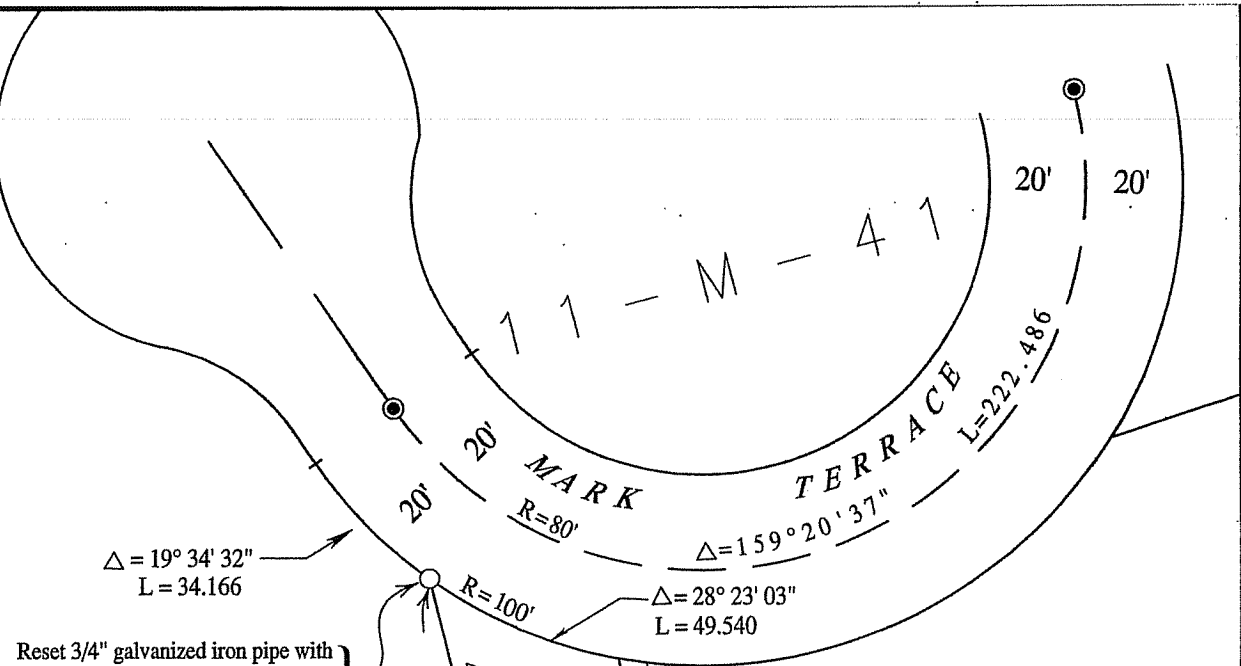 20'
20'
11-M-41
L=222.486
20'
MARK TERRACE
20'
R=80'
△=159°20'37"
△ = 19° 34' 32"
L = 34.166
R=100'
△= 28° 23' 03"
L = 49.540
Reset 3/4" galvanized iron pipe with